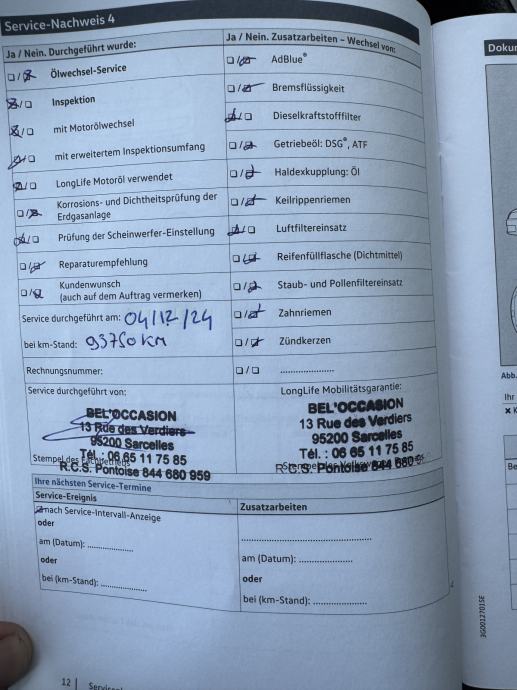 Service-Nachweis 4
Ja / Nein. Durchgeführt wurde:
Ölwechsel-Service
Inspektion
mit Motorölwechsel
mit erweitertem Inspektionsumfang
LongLife Motoröl verwendet
Korrosions- und Dichtheitsprüfung der
Erdgasanlage
Prüfung der Scheinwerfer-Einstellung
Reparaturempfehlung
Kundenwunsch
(auch auf dem Auftrag vermerken)
Service durchgeführt am: 04/12/24
bei km-Stand: 93750 KM
Rechnungsnummer:
Ja / Nein. Zusatzarbeiten – Wechsel von:
AdBlue®
Bremsflüssigkeit
Dieselkraftstofffilter
Getriebeöl: DSG®, ATF
Haldexkupplung: Öl
Keilrippenriemen
Luftfiltereinsatz
Reifenfüllflasche (Dichtmittel)
Staub- und Pollenfiltereinsatz
Zahnriemen
Zündkerzen
.....................
Service durchgeführt von:
BEL'OCCASION
13 Rue des Verdiers
95200 Sarcelles
Tél. : 06 65 11 75 85
R.C.S. Pontoise 844 680 959
Stempel des
LongLife Mobilitätsgarantie:
BEL'OCCASION
13 Rue des Verdiers
95200 Sarcelles
Tél. : 06 65 11 75 85
R.C.S. Pontoise 844 680
Ihre nächsten Service-Termine
Service-Ereignis
nach Service-Intervall-Anzeige
oder
am (Datum): ...............
oder
bei (km-Stand): ...............
Zusatzarbeiten
..........................................
am (Datum): .....................
oder
bei (km-Stand): ..................
12
Dokum
Abb.
Ihr
Be
3G0012701SE